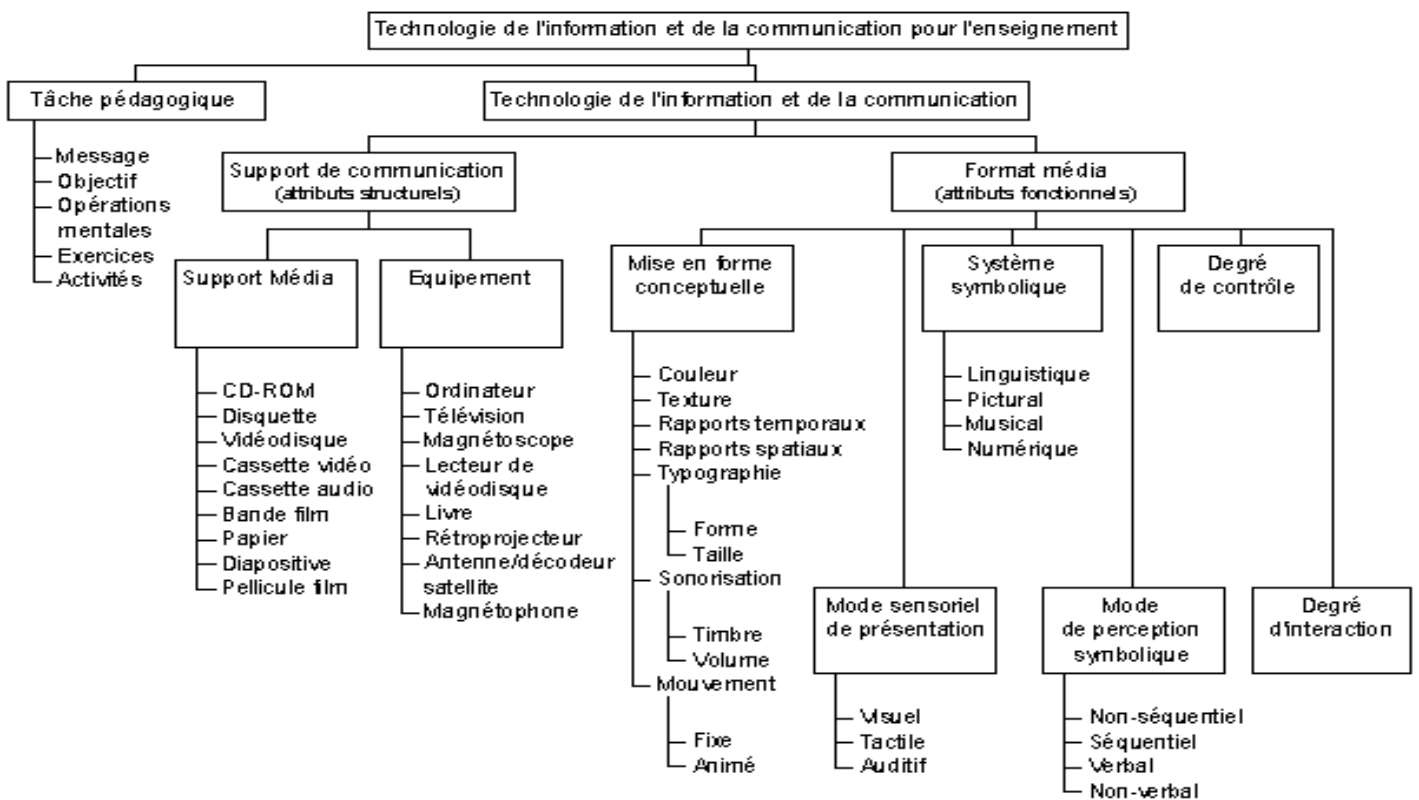 Technologie de l'information et de la communication pour l'enseignement
Tâche pédagogique
Technologie de l'information et de la communication
Message
Objectif
Opérations
mentales
Exercices
Activités
Support de communication
(attributs structurels)
Format média
(attributs fonctionnels)
Support Média
Equipement
Mise en forme
conceptuelle
Système
symbolique
Degré
de contrôle
CD-ROM
Disquette
Vidéodisque
Cassette vidéo
Cassette audio
Bande film
Papier
Diapositive
Pellicule film
Ordinateur
Télévision
Magnétoscope
Lecteur de
vidéodisque
Livre
Rétroprojecteur
Antenne/décodeur
satellite
Magnétophone
Couleur
Texture
Rapports temporaux
Rapports spatiaux
Typographie
Forme
Taille
Sonorisation
Timbre
Volume
Mouvement
Fixe
Animé
Linguistique
Pictural
Musical
Numérique
Mode sensoriel
de présentation
Mode
de perception
symbolique
Degré
d'interaction
Visuel
Tactile
Auditif
Non-séquentiel
Séquentiel
Verbal
Non-verbal